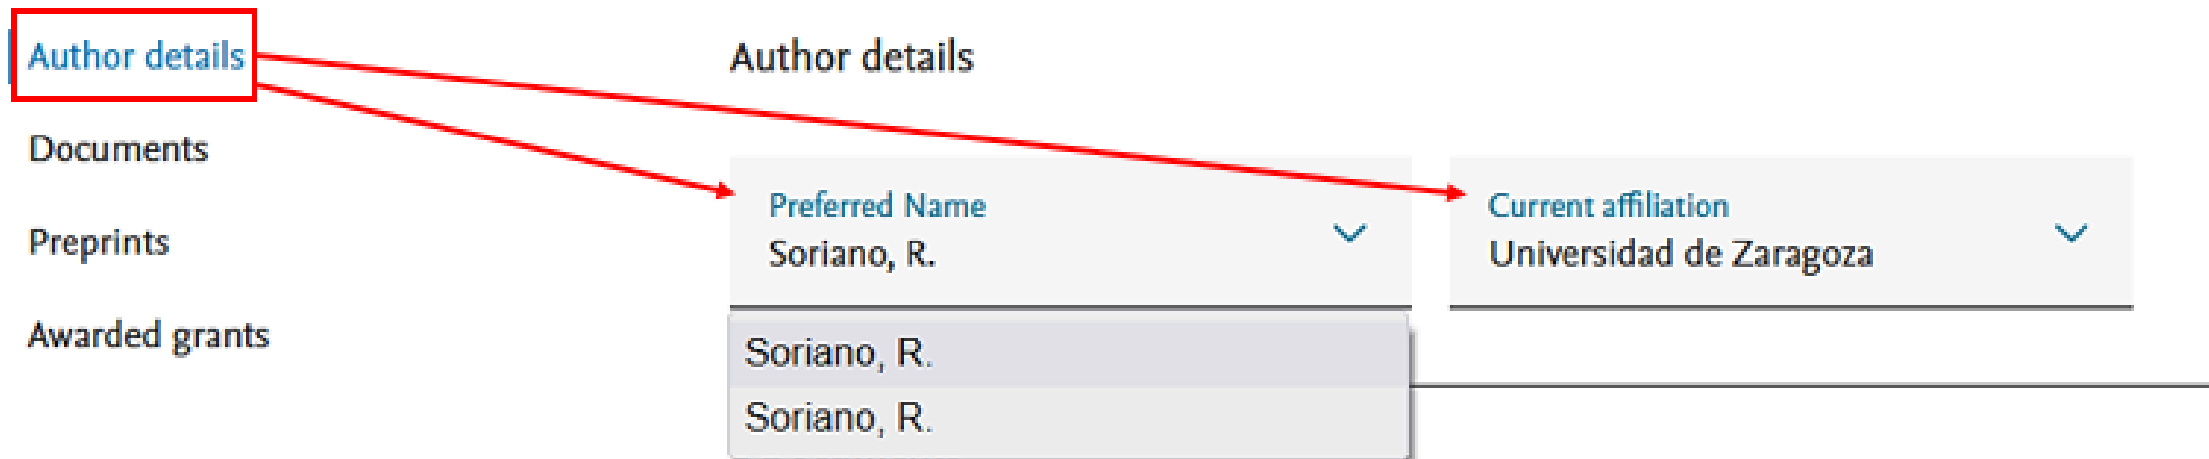 Author details
Documents
Preprints
Awarded grants
Author details
Preferred Name
Soriano, R.
Current affiliation
Universidad de Zaragoza
Soriano, R.
Soriano, R.